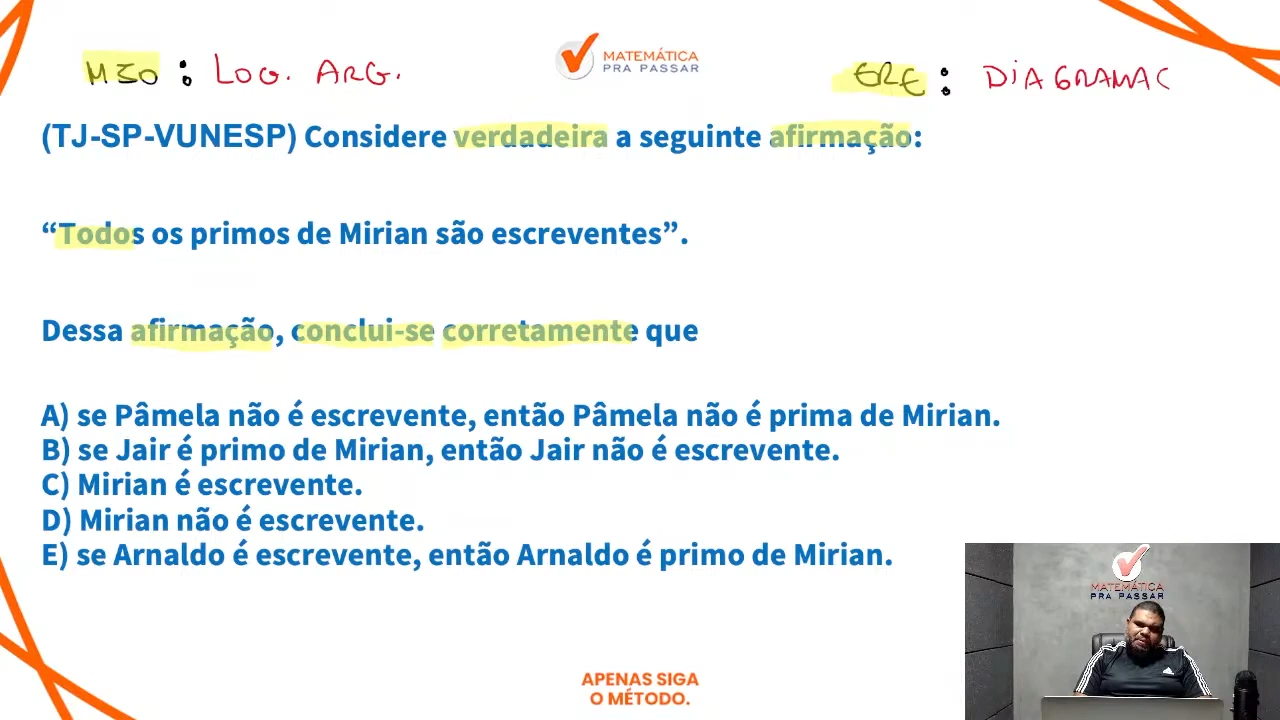 MÉTO : LOG. ARG.
MATEMÁTICA
PRA PASSAR
: DIAGRAMAS
(TJ-SP-VUNESP) Considere verdadeira a seguinte afirmação:
“Todos os primos de Mirian são escreventes”.
Dessa afirmação, conclui-se corretamente que
A) se Pâmela não é escrevente, então Pâmela não é prima de Mirian.
B) se Jair é primo de Mirian, então Jair não é escrevente.
C) Mirian é escrevente.
D) Mirian não é escrevente.
E) se Arnaldo é escrevente, então Arnaldo é primo de Mirian.
MATEMÁTICA
PRA PASSAR
APENAS SIGA
O MÉTODO.